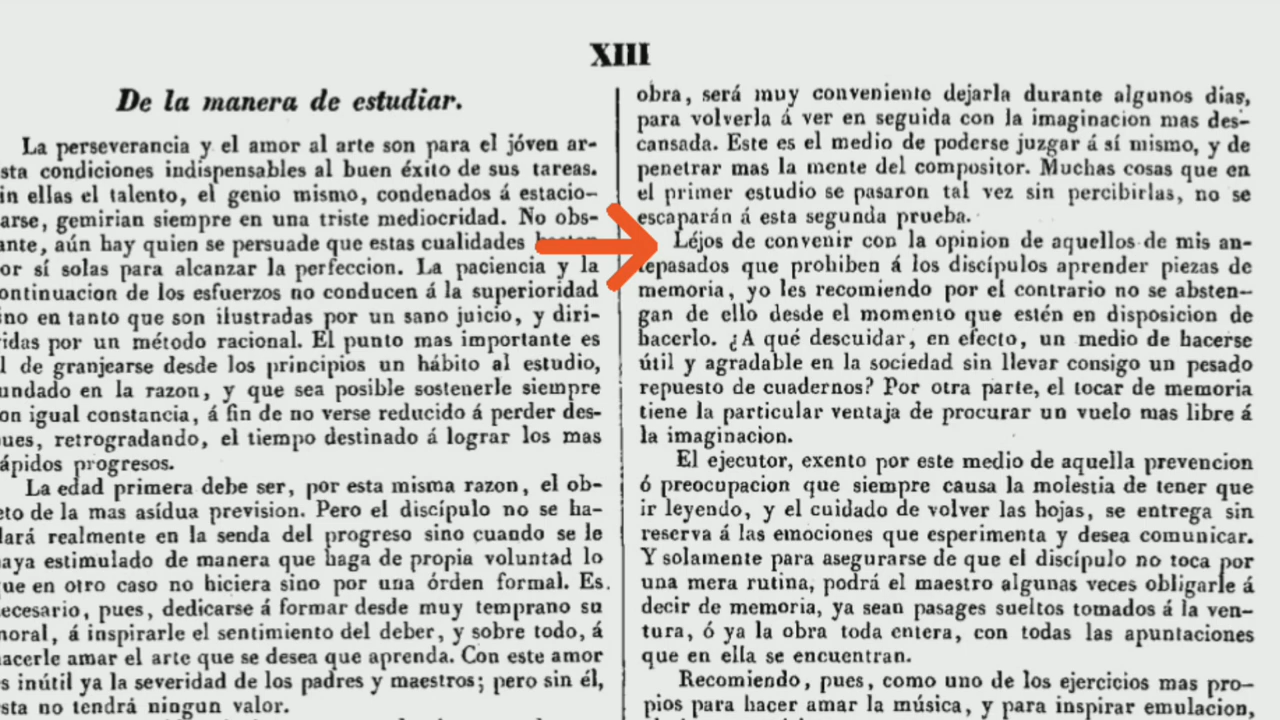 XIII
De la manera de estudiar.
La perseverancia y el amor al arte son para el jóven ar-
sta condiciones indispensables al buen éxito de sus tareas.
in ellas el talento, el genio mismo, condenados á estacio-
arse, gemirian siempre en una triste mediocridad. No obs-
ante, aún hay quien se persuade que estas cualidades
or sí solas para alcanzar la perfeccion. La paciencia y la
ontinuacion de los esfuerzos no conducen á la superioridad
ino en tanto que son ilustradas por un sano juicio, y diri-
idas por un método racional. El punto mas importante es
l de granjearse desde los principios un hábito al estudio,
undado en la razon, y que sea posible sostenerle siempre
on igual constancia, á fin de no verse reducido á perder des-
ues, retrogradando, el tiempo destinado á lograr los mas
ápidos progresos.
La edad primera debe ser, por esta misma razon, el ob-
eto de la mas asídua prevision. Pero el discípulo no se ha-
lará realmente en la senda del progreso sino cuando se le
aya estimulado de manera que haga de propia voluntad lo
ue en otro caso no hiciera sino por una órden formal. Es
ecesario, pues, dedicarse á formar desde muy temprano su
noral, á inspirarle el sentimiento del deber, y sobre todo, á
acerle amar el arte que se desea que aprenda. Con este amor
s inútil ya la severidad de los padres y maestros; pero sin él,
sta no tendrá ningun valor.
obra, será muy conveniente dejarla durante algunos dias,
para volverla á ver en seguida con la imaginacion mas des-
cansada. Este es el medio de poderse juzgar á sí mismo, y de
penetrar mas la mente del compositor. Muchas cosas que en
el primer estudio se pasaron tal vez sin percibirlas, no se
escaparán á esta segunda prueba.
Léjos de convenir con la opinion de aquellos de mis an-
tepasados que prohiben á los discípulos aprender piezas de
memoria, yo les recomiendo por el contrario no se absten-
gan de ello desde el momento que estén en disposicion de
hacerlo. ¿A qué descuidar, en efecto, un medio de hacerse
útil y agradable en la sociedad sin llevar consigo un pesado
repuesto de cuadernos? Por otra parte, el tocar de memoria
tiene la particular ventaja de procurar un vuelo mas libre á
la imaginacion.
El ejecutor, exento por este medio de aquella prevencion
ó preocupacion que siempre causa la molestia de tener que
ir leyendo, y el cuidado de volver las hojas, se entrega sin
reserva á las emociones que esperimenta y desea comunicar.
Y solamente para asegurarse de que el discípulo no toca por
una mera rutina, podrá el maestro algunas veces obligarle á
decir de memoria, ya sean pasages sueltos tomados á la ven-
tura, ó ya la obra toda entera, con todas las apuntaciones
que en ella se encuentran.
Recomiendo, pues, como uno de los ejercicios mas pro-
pios para hacer amar la música, y para inspirar emulacion,